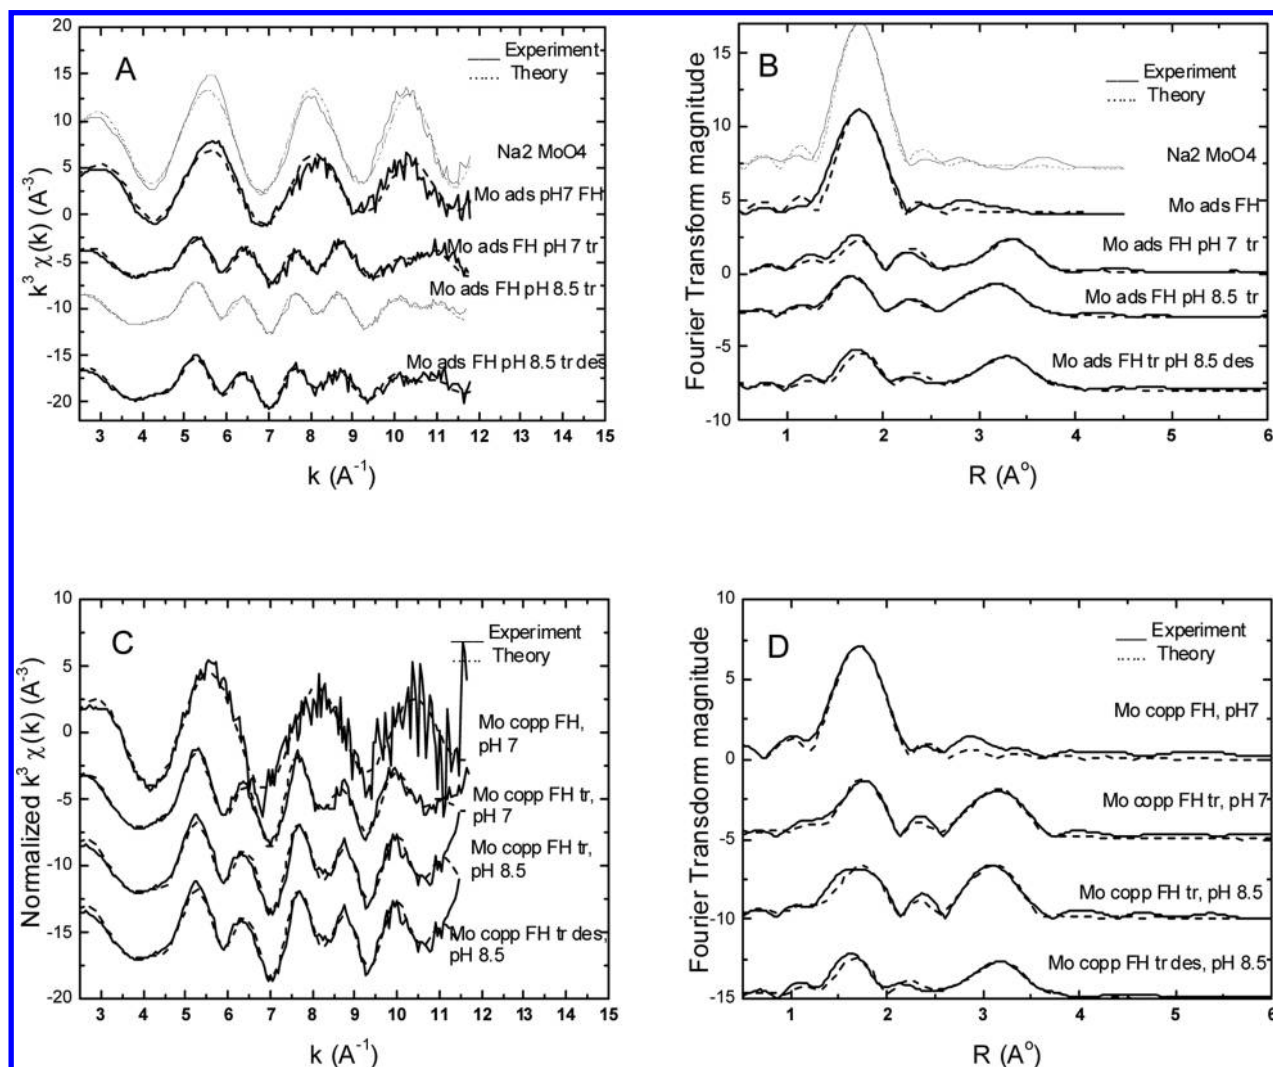 A
Experiment
Theory
Na2 MoO4
Mo ads pH7 FH
Mo ads FH pH 7 tr
Mo ads FH pH 8.5 tr
Mo ads FH pH 8.5 tr des
20
15
10
5
0
-5
-10
-15
-20
3 4 5 6 7 8 9 10 11 12 13 14 15
k³ χ(k) (A⁻³)
k (A⁻¹)
B
Experiment
Theory
Na2 MoO4
Mo ads FH
Mo ads FH pH 7 tr
Mo ads FH pH 8.5 tr
Mo ads FH tr pH 8.5 des
15
10
5
0
-5
-10
1 2 3 4 5 6
Fourier Transform magnitude
R (A°)
C
Experiment
Theory
Mo copp FH,
pH 7
Mo copp FH tr,
pH 7
Mo copp FH tr,
pH 8.5
Mo copp FH tr des,
pH 8.5
10
5
0
-5
-10
-15
-20
3 4 5 6 7 8 9 10 11 12 13 14 15
Normalized k³ χ(k) (A⁻³)
k (A⁻¹)
D
Experiment
Theory
Mo copp FH, pH7
Mo copp FH tr, pH 7
Mo copp FH tr, pH 8.5
Mo copp FH tr des, pH 8.5
10
5
0
-5
-10
-15
1 2 3 4 5 6
Fourier Transdorm magnitude
R (A°)